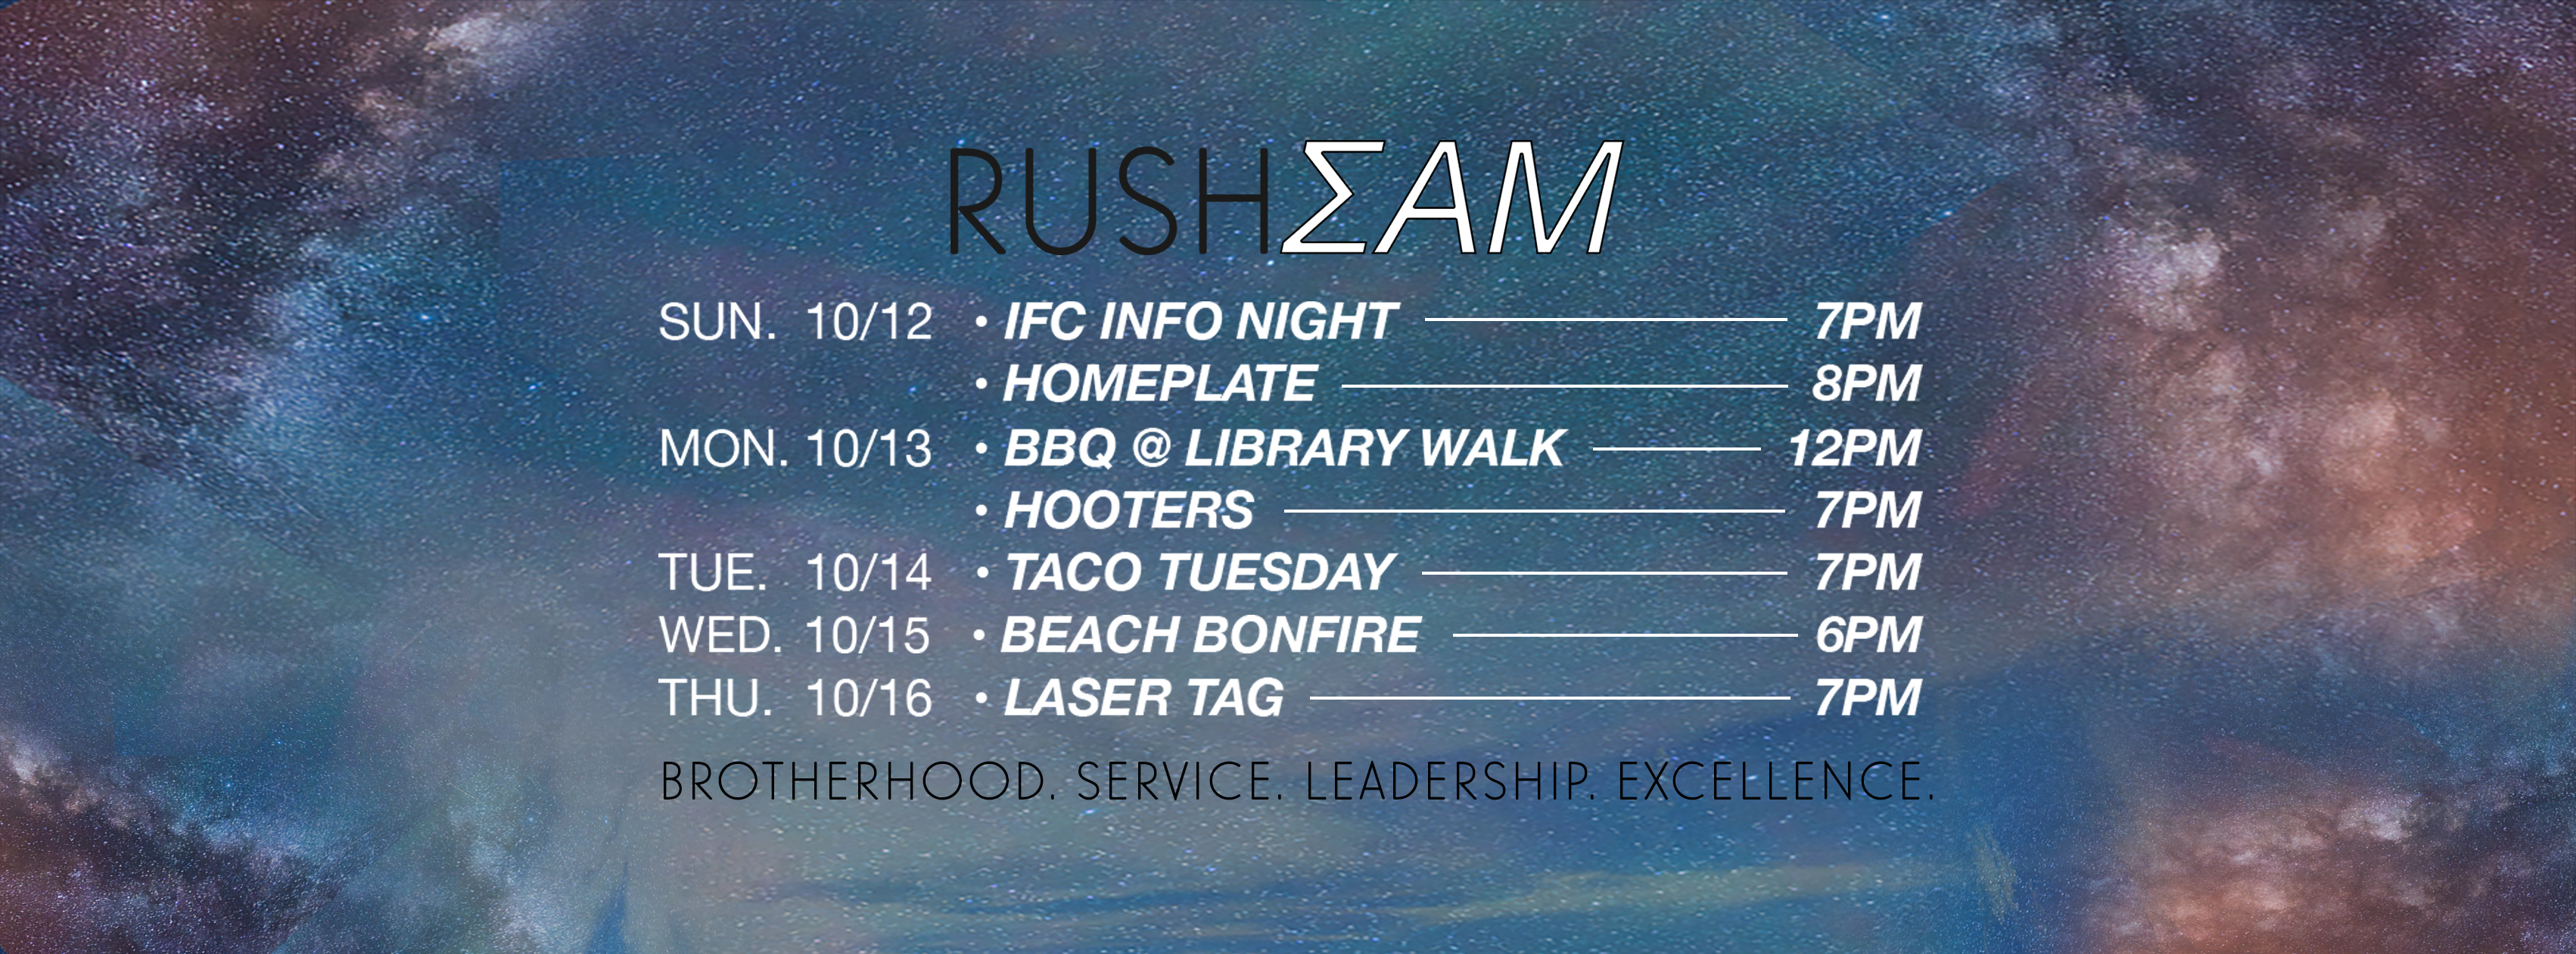 RUSH ΣAM
SUN. 10/12 • IFC INFO NIGHT 7PM
• HOMEPLATE 8PM
MON. 10/13 • BBQ @ LIBRARY WALK 12PM
• HOOTERS 7PM
TUE. 10/14 • TACO TUESDAY 7PM
WED. 10/15 • BEACH BONFIRE 6PM
THU. 10/16 • LASER TAG 7PM
BROTHERHOOD. SERVICE. LEADERSHIP. EXCELLENCE.